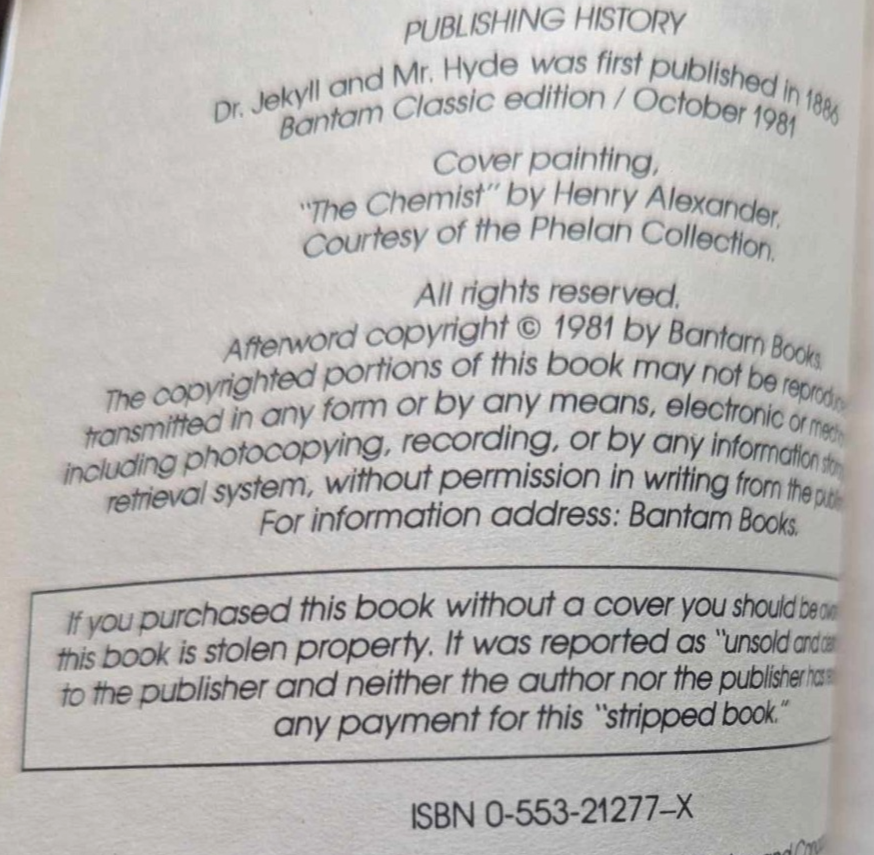 PUBLISHING HISTORY
Dr. Jekyll and Mr. Hyde was first published in 1886
Bantam Classic edition / October 1981
Cover painting,
"The Chemist" by Henry Alexander.
Courtesy of the Phelan Collection.
All rights reserved.
Afterword copyright © 1981 by Bantam Books.
The copyrighted portions of this book may not be
transmitted in any form or by any means, electronic or
including photocopying, recording, or by any information
retrieval system, without permission in writing from the
For information address: Bantam Books.
If you purchased this book without a cover you should be
this book is stolen property. It was reported as "unsold and
to the publisher and neither the author nor the publisher has
any payment for this "stripped book."
ISBN 0-553-21277-X